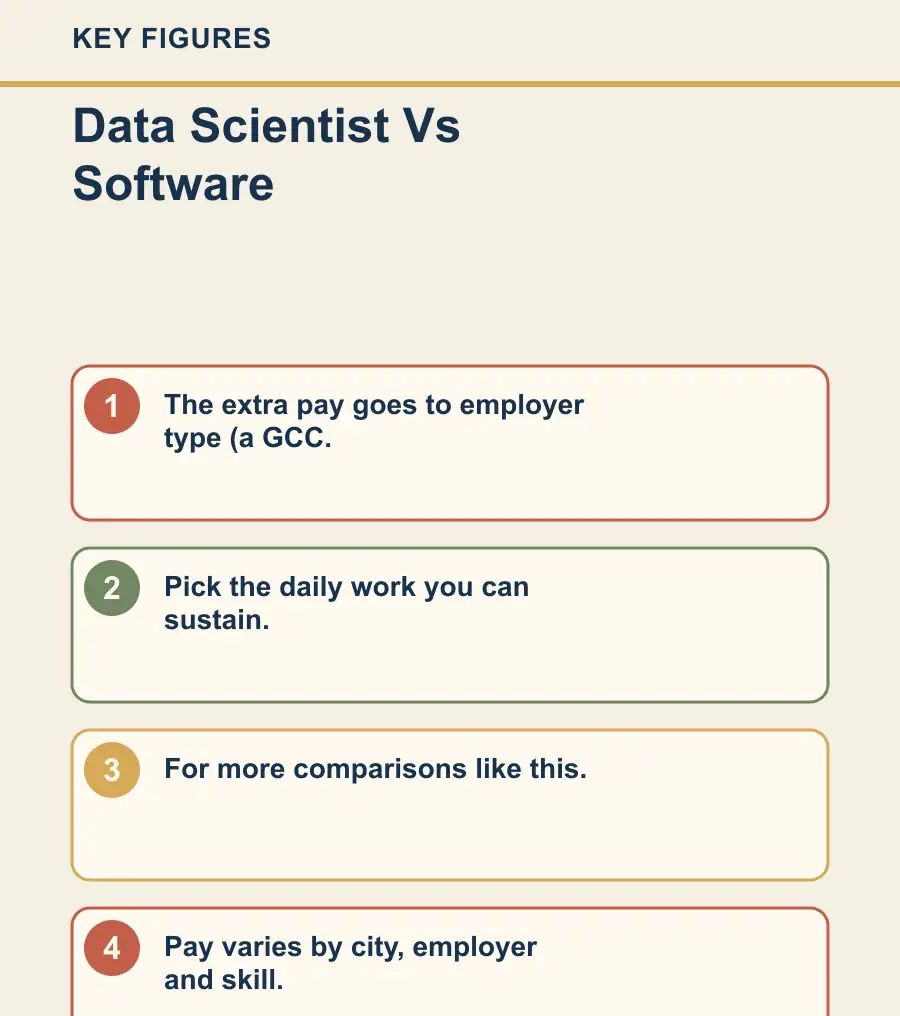 KEY FIGURES
Data Scientist Vs
Software
1
The extra pay goes to employer
type (a GCC.
2
Pick the daily work you can
sustain.
3
For more comparisons like this.
4
Pay varies by city, employer
and skill.